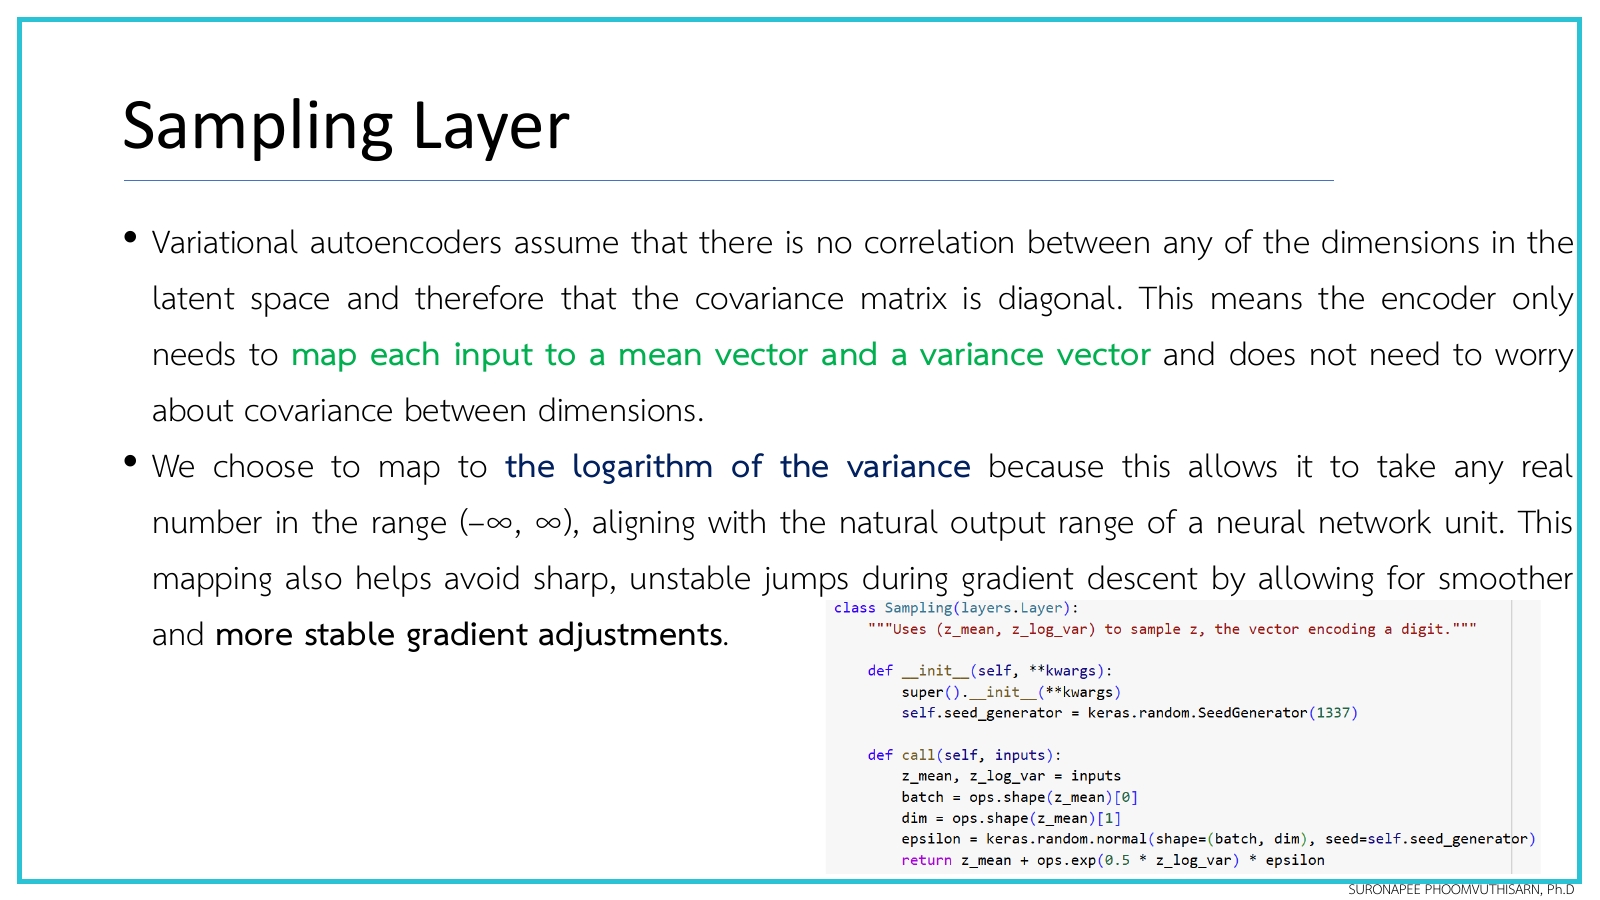 Sampling Layer
• Variational autoencoders assume that there is no correlation between any of the dimensions in the
latent space and therefore that the covariance matrix is diagonal. This means the encoder only
needs to map each input to a mean vector and a variance vector and does not need to worry
about covariance between dimensions.
• We choose to map to the logarithm of the variance because this allows it to take any real
number in the range (–∞, ∞), aligning with the natural output range of a neural network unit. This
mapping also helps avoid sharp, unstable jumps during gradient descent by allowing for smoother
and more stable gradient adjustments.
class Sampling(layers.Layer):
    """Uses (z_mean, z_log_var) to sample z, the vector encoding a digit."""
    def __init__(self, **kwargs):
        super().__init__(**kwargs)
        self.seed_generator = keras.random.SeedGenerator(1337)
    def call(self, inputs):
        z_mean, z_log_var = inputs
        batch = ops.shape(z_mean)[0]
        dim = ops.shape(z_mean)[1]
        epsilon = keras.random.normal(shape=(batch, dim), seed=self.seed_generator)
        return z_mean + ops.exp(0.5 * z_log_var) * epsilon
SURONAPEE PHOOMVUTHISARN, Ph.D